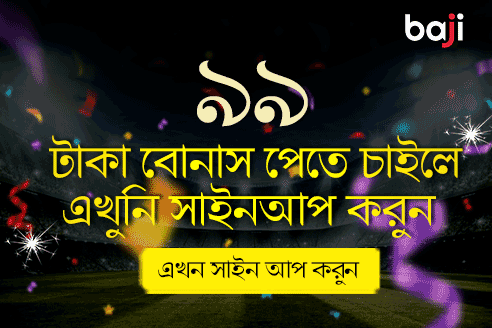 baji
৯৯
টাকা বোনাস পেতে চাইলে
এখুনি সাইনআপ করুন
এখন সাইন আপ করুন